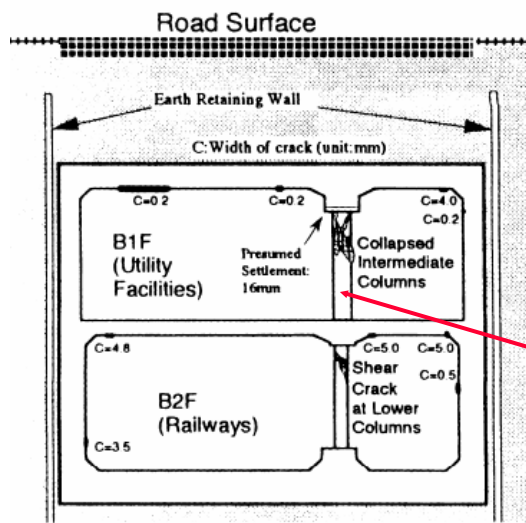 Road Surface
Earth Retaining Wall
C:Width of crack (unit:mm)
C=0.2
C=0.2
C=4.0
C=0.2
B1F
(Utility
Facilities)
Presumed
Settlement:
16mm
Collapsed
Intermediate
Columns
C=4.8
C=5.0
C=5.0
C=0.5
Shear
Crack
at Lower
Columns
B2F
(Railways)
C=3.5